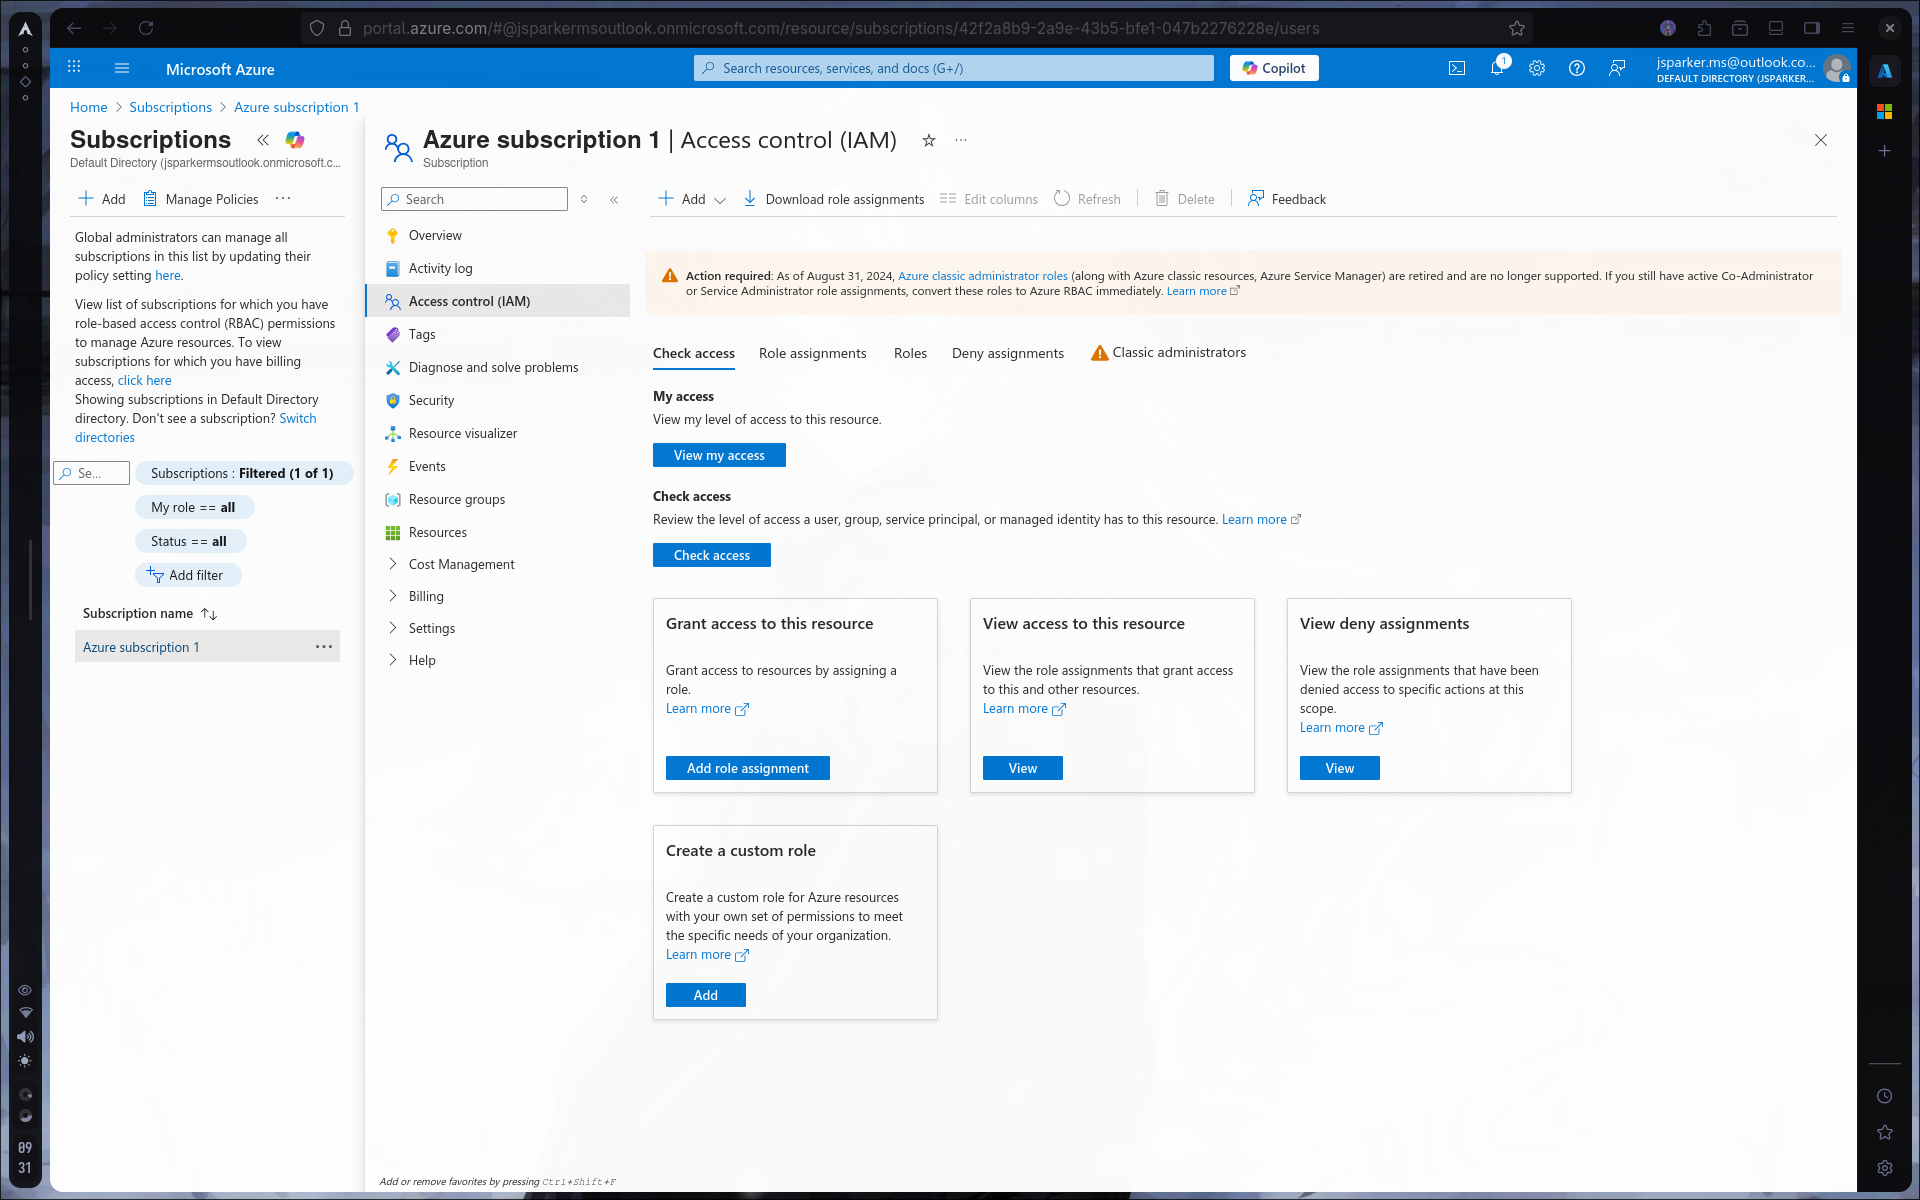 portal.azure.com/#@jsparkermsoutlook.onmicrosoft.com/resource/subscriptions/42f2a8b9-2a9e-43b5-bfe1-047b2276228e/users
Microsoft Azure
Search resources, services, and docs (G+/)
Copilot
1
jsparker.ms@outlook.co...
DEFAULT DIRECTORY (JSPARKER...
Home > Subscriptions > Azure subscription 1
Subscriptions
Default Directory (jsparkermsoutlook.onmicrosoft.c...
Add
Manage Policies
...
Global administrators can manage all
subscriptions in this list by updating their
policy setting here.
View list of subscriptions for which you have
role-based access control (RBAC) permissions
to manage Azure resources. To view
subscriptions for which you have billing
access, click here
Showing subscriptions in Default Directory
directory. Don't see a subscription? Switch
directories
Se...
Subscriptions : Filtered (1 of 1)
My role == all
Status == all
Add filter
Subscription name
Azure subscription 1
...
Azure subscription 1 | Access control (IAM)
...
Subscription
Search
Overview
Activity log
Access control (IAM)
Tags
Diagnose and solve problems
Security
Resource visualizer
Events
Resource groups
Resources
Cost Management
Billing
Settings
Help
Add or remove favorites by pressing Ctrl+Shift+F
Add
Download role assignments
Edit columns
Refresh
Delete
Feedback
Action required: As of August 31, 2024, Azure classic administrator roles (along with Azure classic resources, Azure Service Manager) are retired and are no longer supported. If you still have active Co-Administrator
or Service Administrator role assignments, convert these roles to Azure RBAC immediately. Learn more
Check access
Role assignments
Roles
Deny assignments
Classic administrators
My access
View my level of access to this resource.
View my access
Check access
Review the level of access a user, group, service principal, or managed identity has to this resource. Learn more
Check access
Grant access to this resource
Grant access to resources by assigning a
role.
Learn more
Add role assignment
View access to this resource
View the role assignments that grant access
to this and other resources.
Learn more
View
View deny assignments
View the role assignments that have been
denied access to specific actions at this
scope.
Learn more
View
Create a custom role
Create a custom role for Azure resources
with your own set of permissions to meet
the specific needs of your organization.
Learn more
Add
09
31